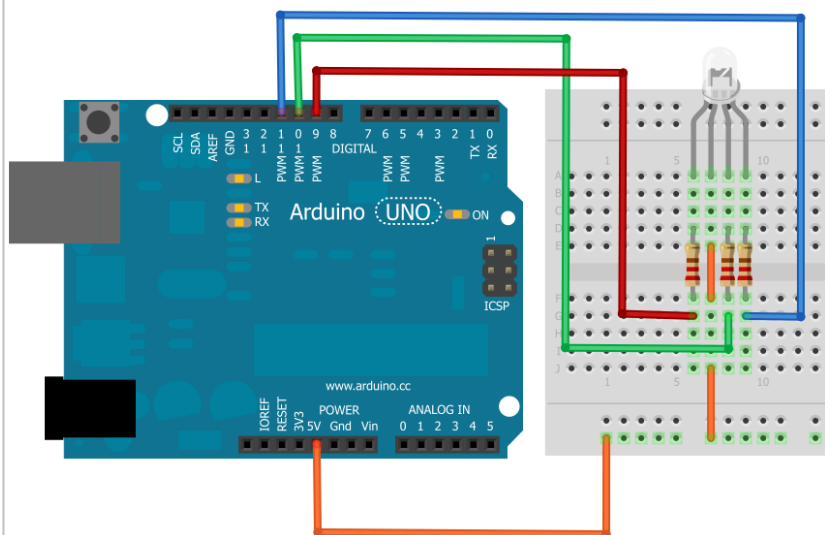 SCL
SDA
AREF
GND
13
12
PWM 11
PWM 10
PWM 9
8
DIGITAL
7
PWM 6
PWM 5
4
PWM 3
2
TX 1
RX 0
L
TX
RX
Arduino UNO
ON
1
ICSP
www.arduino.cc
POWER
ANALOG IN
IOREF
RESET
3V3
5V Gnd Vin
0 1 2 3 4 5
1 5 10
A
B
C
D
E
F
G
H
I
J
1 5 10